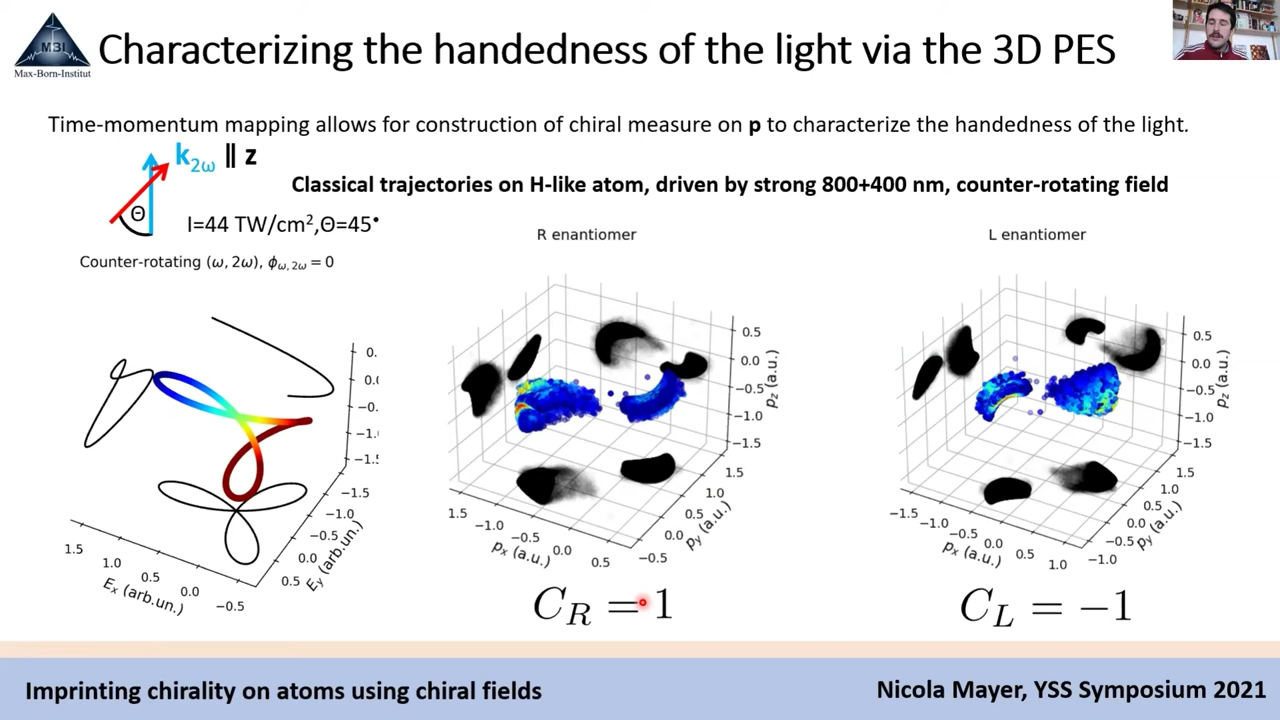 MBI
Max-Born-Institut
Characterizing the handedness of the light via the 3D PES
Time-momentum mapping allows for construction of chiral measure on p to characterize the handedness of the light.
k2ω ∥ z
Θ
Classical trajectories on H-like atom, driven by strong 800+400 nm, counter-rotating field
I=44 TW/cm²,Θ=45°
Counter-rotating (ω, 2ω), ϕω,2ω = 0
R enantiomer
L enantiomer
0.
0.
−0.
−1.
−1.
1.5
1.0
0.5
0.0
−0.5
Ex (arb.un.)
−1.5
−1.0
−0.5
0.0
0.5
Ey (arb.un.)
0.5
0.0
−0.5
−1.0
−1.5
pz (a.u.)
1.5
−1.0
−0.5
0.0
0.5
px (a.u.)
1.5
1.0
0.5
0.0
−0.5
py (a.u.)
0.5
0.0
−0.5
−1.0
−1.5
pz (a.u.)
−1.5
−1.0
−0.5
0.0
0.5
1.0
px (a.u.)
1.5
1.0
0.5
0.0
−0.5
−1.0
py (a.u.)
CR = 1
CL = −1
Imprinting chirality on atoms using chiral fields
Nicola Mayer, YSS Symposium 2021